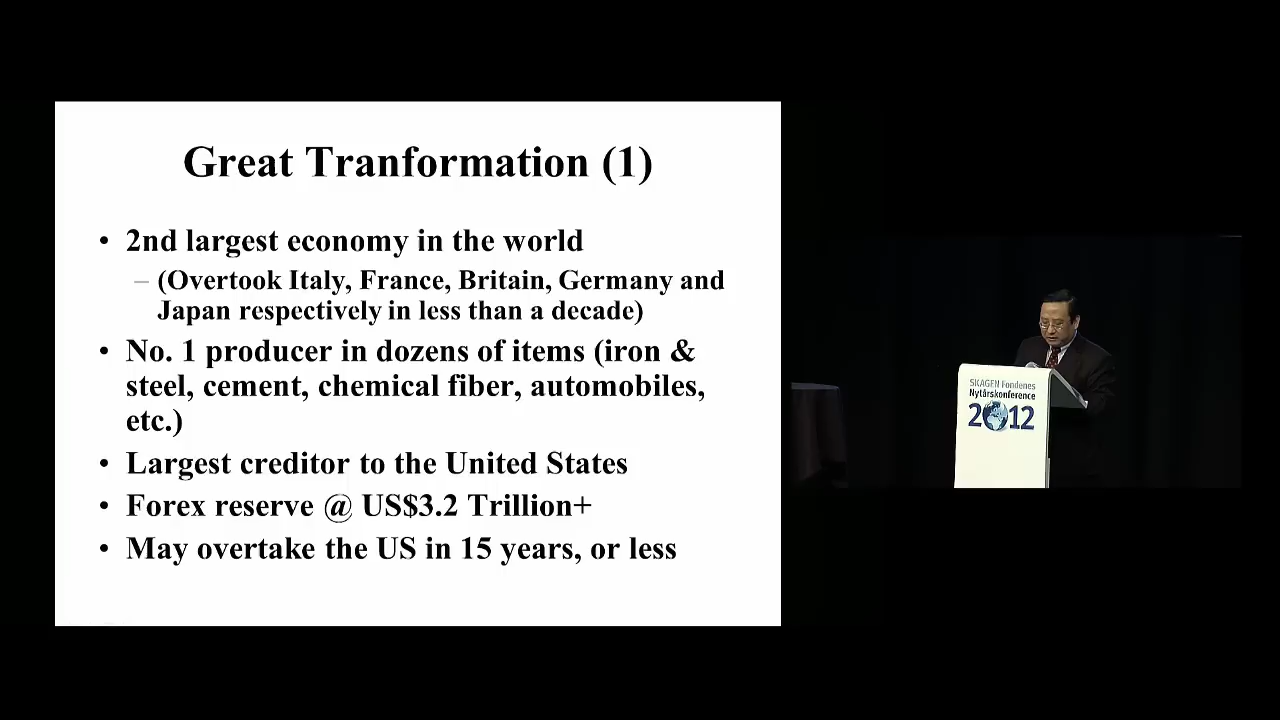 Great Tranformation (1)
• 2nd largest economy in the world
– (Overtook Italy, France, Britain, Germany and
Japan respectively in less than a decade)
• No. 1 producer in dozens of items (iron &
steel, cement, chemical fiber, automobiles,
etc.)
• Largest creditor to the United States
• Forex reserve @ US$3.2 Trillion+
• May overtake the US in 15 years, or less
SKAGEN Fondenes
Nytårskonference
2012